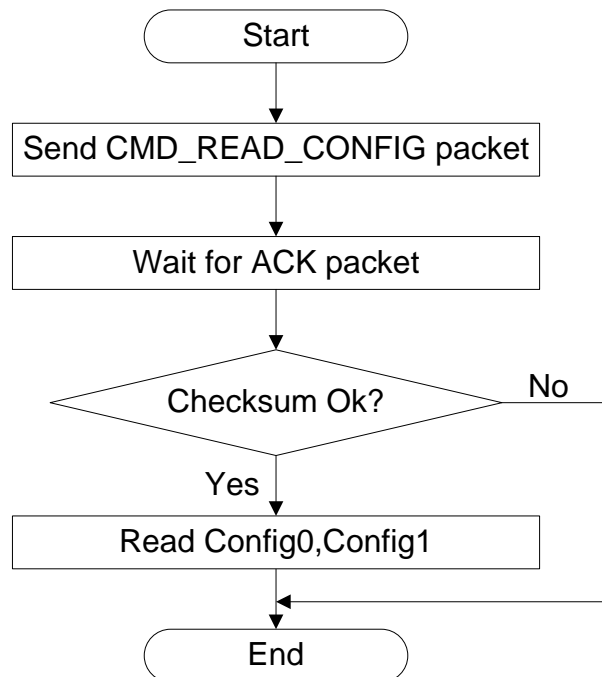 Start
Send CMD_READ_CONFIG packet
Wait for ACK packet
Checksum Ok?
No
Yes
Read Config0,Config1
End